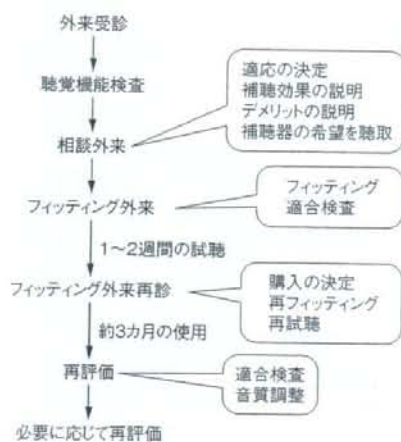 外来受診
聴覚機能検査
適応の決定
補聴効果の説明
デメリットの説明
補聴器の希望を聴取
相談外来
フィッティング外来
フィッティング
適合検査
1〜2週間の試聴
フィッティング外来再診
購入の決定
再フィッティング
再試聴
約3カ月の使用
再評価
適合検査
音質調整
必要に応じて再評価